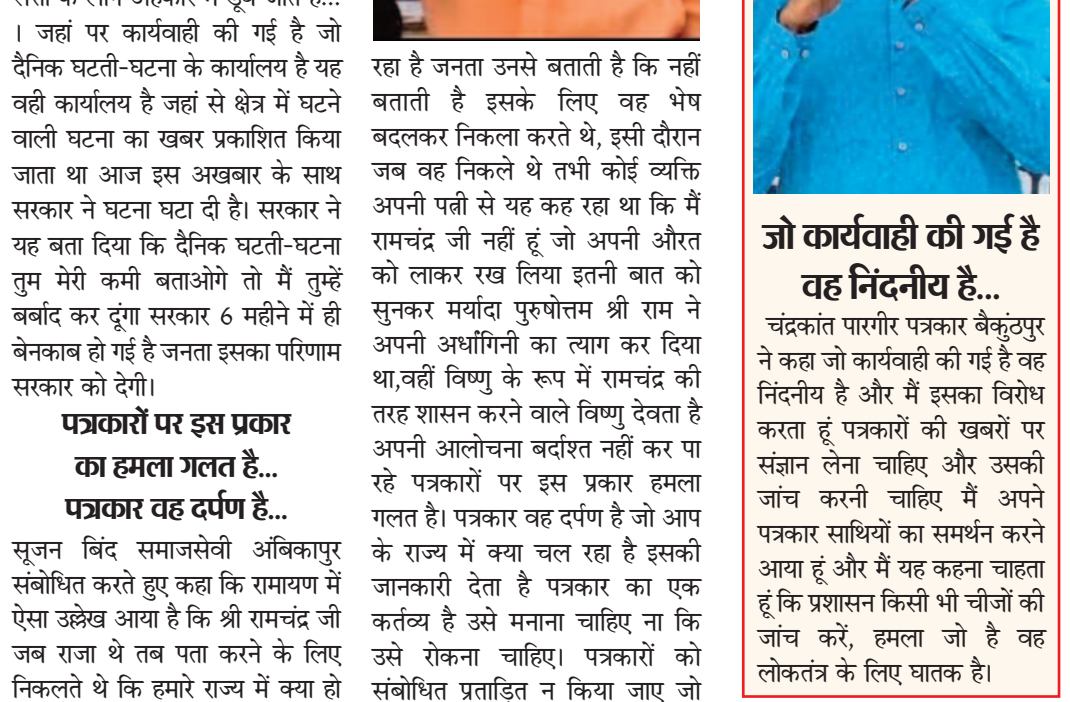 । जहां पर कार्यवाही की गई है जो
दैनिक घटती-घटना के कार्यालय है यह
वही कार्यालय है जहां से क्षेत्र में घटने
वाली घटना का खबर प्रकाशित किया
जाता था आज इस अखबार के साथ
सरकार ने घटना घटा दी है। सरकार ने
यह बता दिया कि दैनिक घटती-घटना
तुम मेरी कमी बताओगे तो मैं तुम्हें
बर्बाद कर दूंगा सरकार 6 महीने में ही
बेनकाब हो गई है जनता इसका परिणाम
सरकार को देगी।
पत्रकारों पर इस प्रकार
का हमला गलत है...
पत्रकार वह दर्पण है...
सूजन बिंद समाजसेवी अंबिकापुर
संबोधित करते हुए कहा कि रामायण में
ऐसा उल्लेख आया है कि श्री रामचंद्र जी
जब राजा थे तब पता करने के लिए
निकलते थे कि हमारे राज्य में क्या हो
रहा है जनता उनसे बताती है कि नहीं
बताती है इसके लिए वह भेष
बदलकर निकला करते थे, इसी दौरान
जब वह निकले थे तभी कोई व्यक्ति
अपनी पत्नी से यह कह रहा था कि मैं
रामचंद्र जी नहीं हूं जो अपनी औरत
को लाकर रख लिया इतनी बात को
सुनकर मर्यादा पुरुषोत्तम श्री राम ने
अपनी अर्धांगिनी का त्याग कर दिया
था,वहीं विष्णु के रूप में रामचंद्र की
तरह शासन करने वाले विष्णु देवता है
अपनी आलोचना बर्दाश्त नहीं कर पा
रहे पत्रकारों पर इस प्रकार हमला
गलत है। पत्रकार वह दर्पण है जो आप
के राज्य में क्या चल रहा है इसकी
जानकारी देता है पत्रकार का एक
कर्तव्य है उसे मनाना चाहिए ना कि
उसे रोकना चाहिए। पत्रकारों को
संबोधित प्रताड़ित न किया जाए जो
जो कार्यवाही की गई है
वह निंदनीय है...
चंद्रकांत पारगीर पत्रकार बैकुंठपुर
ने कहा जो कार्यवाही की गई है वह
निंदनीय है और मैं इसका विरोध
करता हूं पत्रकारों की खबरों पर
संज्ञान लेना चाहिए और उसकी
जांच करनी चाहिए मैं अपने
पत्रकार साथियों का समर्थन करने
आया हूं और मैं यह कहना चाहता
हूं कि प्रशासन किसी भी चीजों की
जांच करें, हमला जो है वह
लोकतंत्र के लिए घातक है।